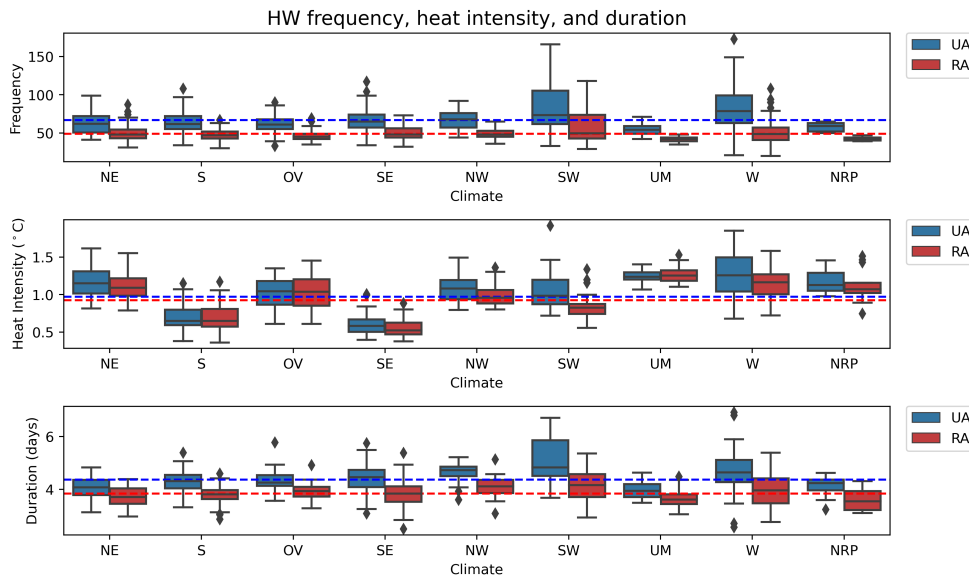 HW frequency, heat intensity, and duration
Frequency
150
100
50
NE S OV SE NW SW UM W NRP
Climate
UA
RA
Heat Intensity (°C)
1.5
1.0
0.5
NE S OV SE NW SW UM W NRP
Climate
UA
RA
Duration (days)
6
4
NE S OV SE NW SW UM W NRP
Climate
UA
RA